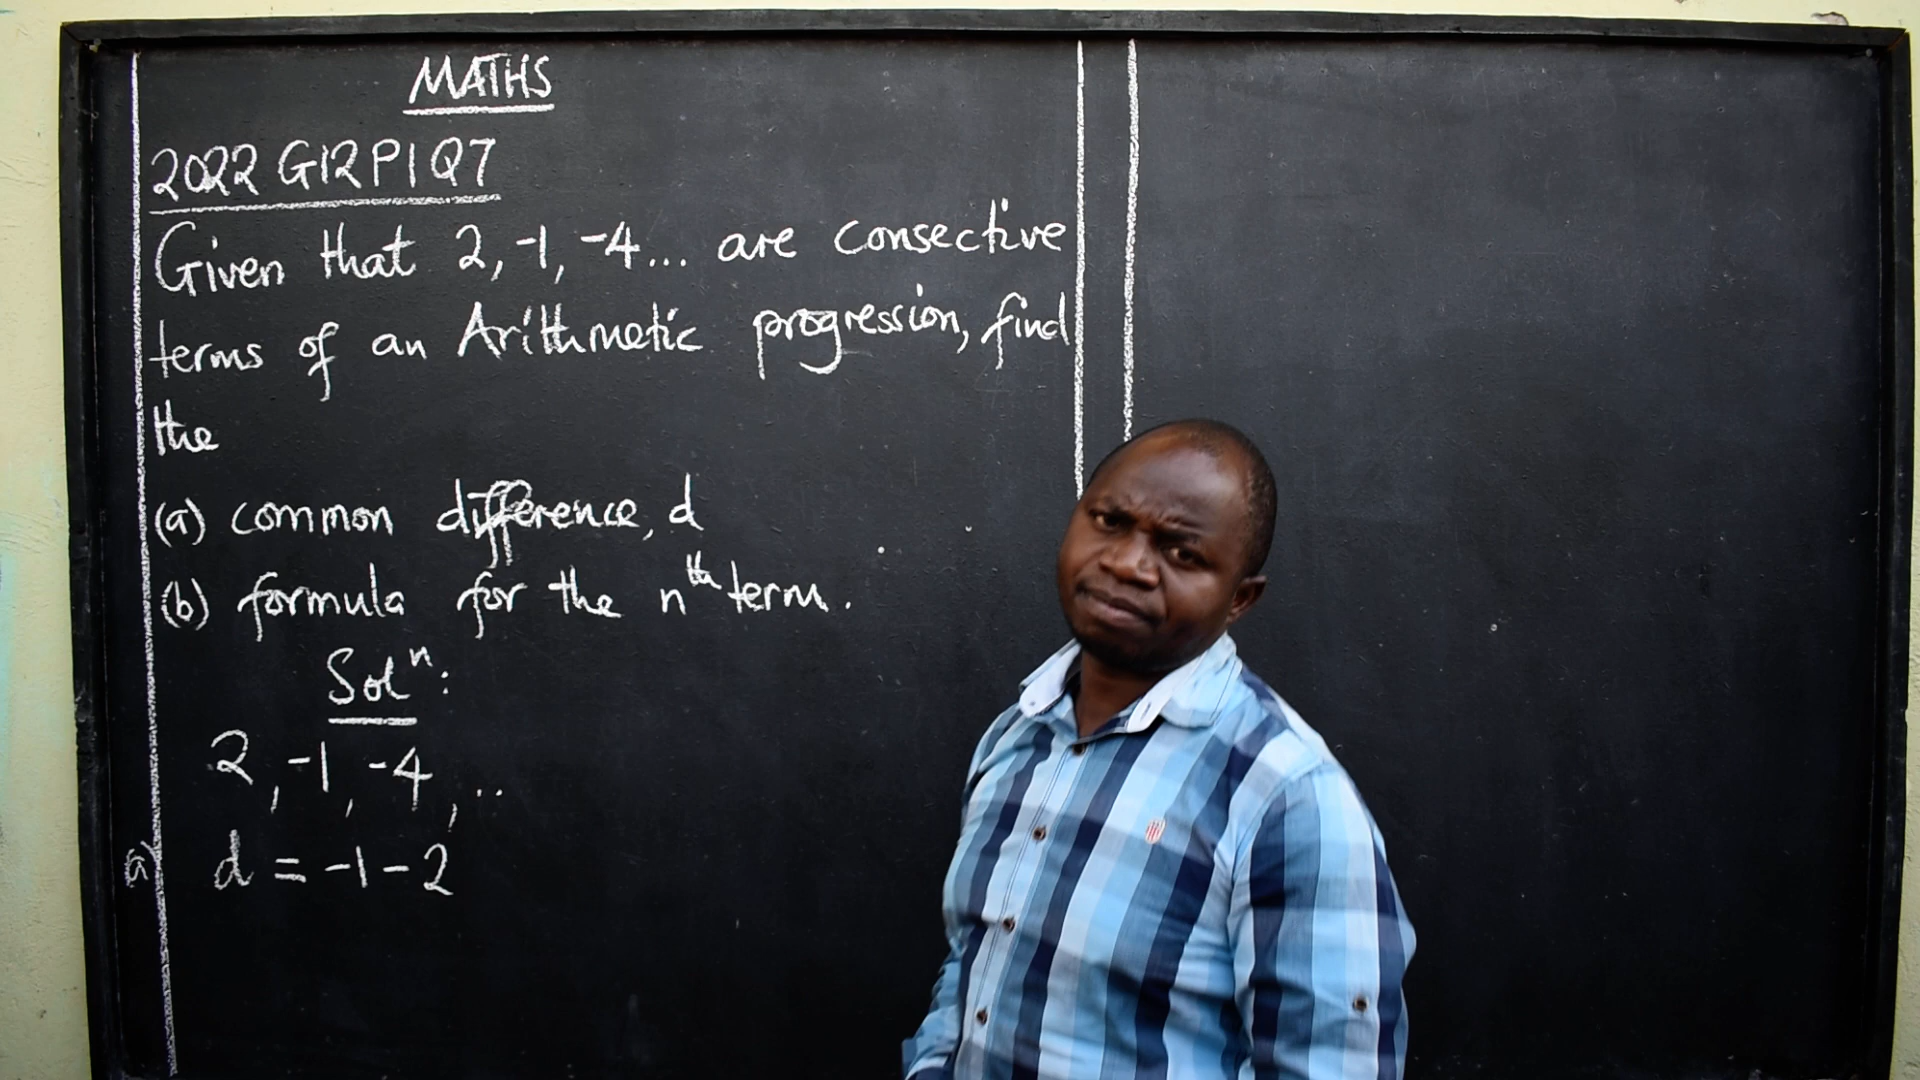 MATHS
2022 G12 P1 Q7
Given that 2, -1, -4... are consective
terms of an Arithmetic progression, find
the
(a) common difference, d
(b) formula for the nth term.
Solⁿ:
2, -1, -4, ..
a) d = -1 - 2